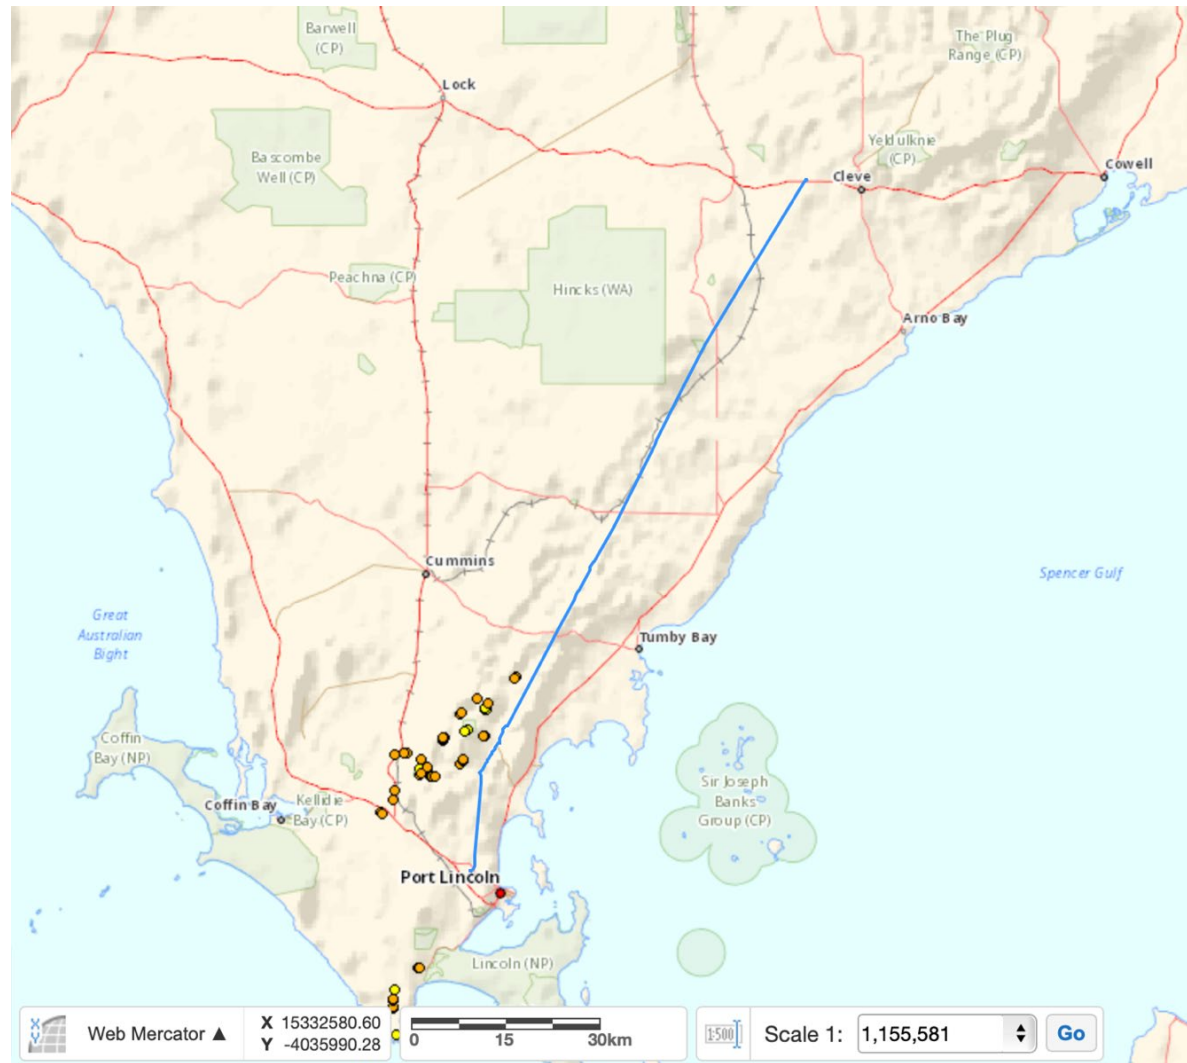 Barwell
(CP)
The Plug
Range (CP)
Lock
Bascombe
Well (CP)
Yeldulknie
(CP)
Cleve
Cowell
Peachna (CP)
Hincks (WA)
Arno Bay
Cummins
Spencer Gulf
Great
Australian
Bight
Tumby Bay
Coffin
Bay (NP)
Sir Joseph
Banks
Group (CP)
Coffin Bay
Kellidie
Bay (CP)
Port Lincoln
Lincoln (NP)
X
Y
Web Mercator ▲
X 15332580.60
Y -4035990.28
0 15 30km
1:500
Scale 1:
1,155,581
Go